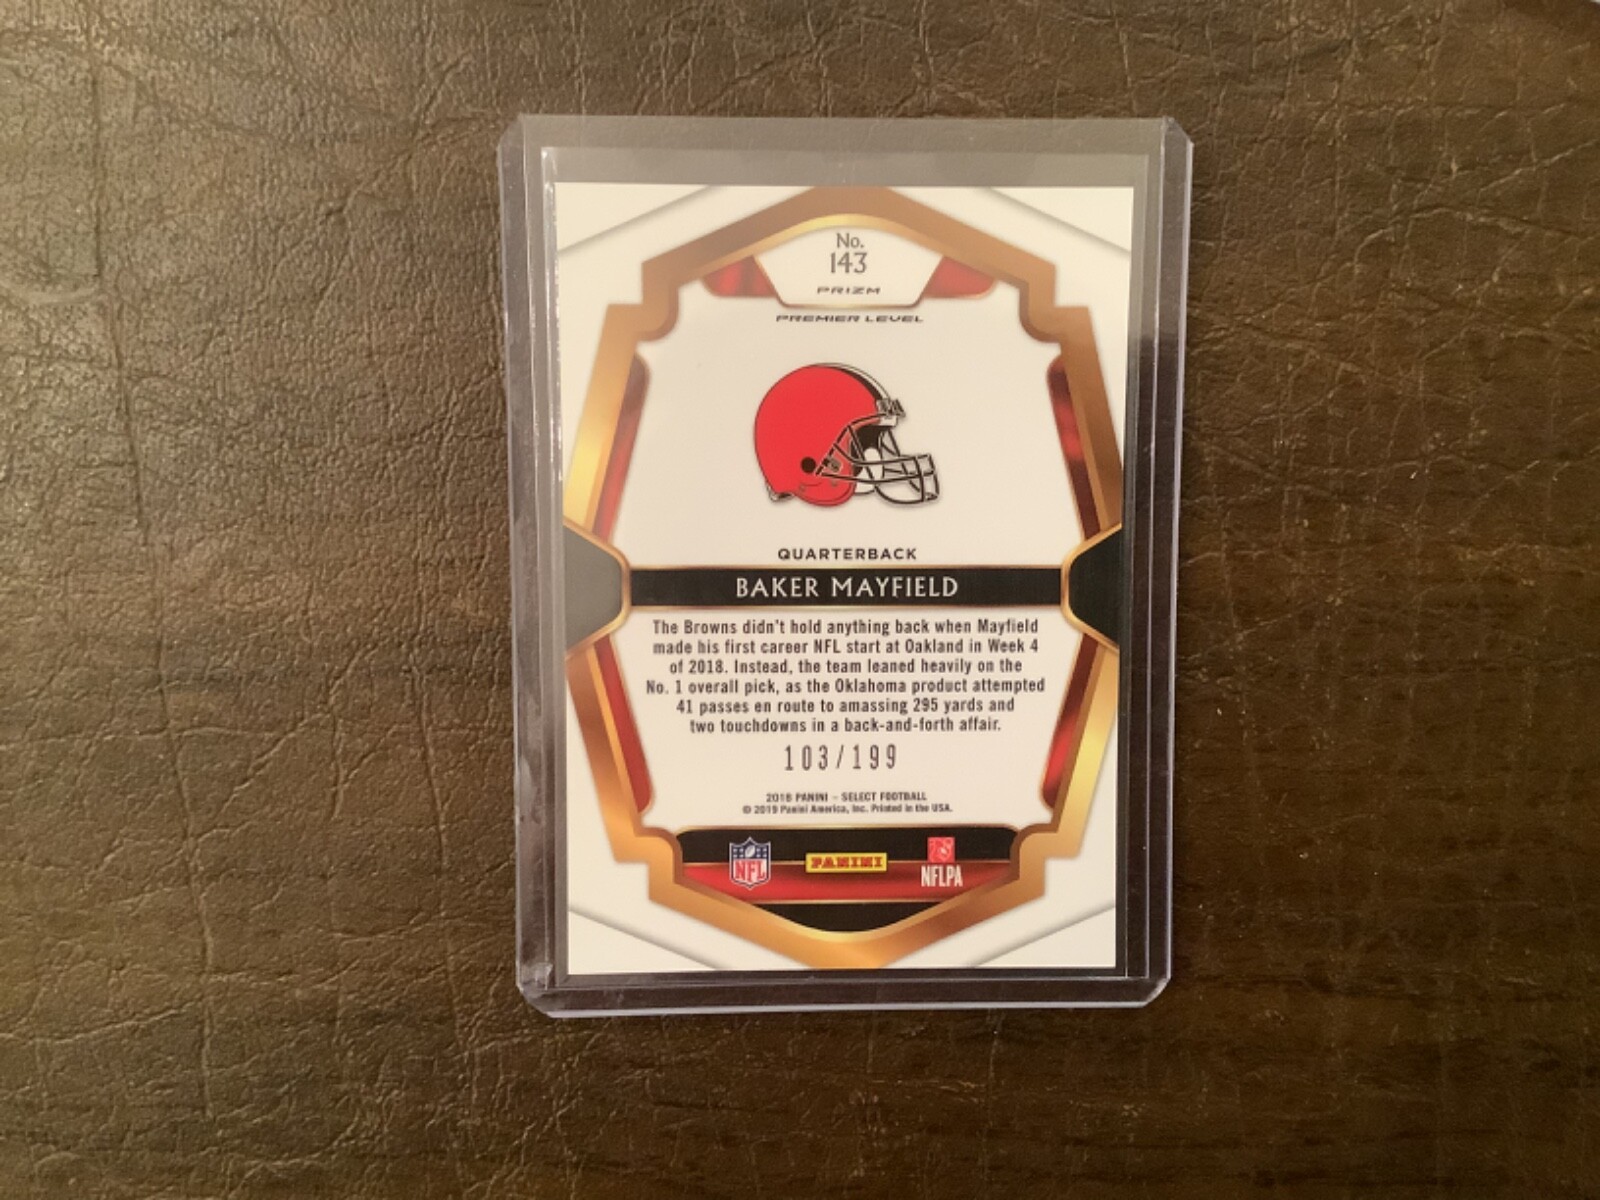 No.
143
PRIZM
PREMIER LEVEL
QUARTERBACK
BAKER MAYFIELD
The Browns didn't hold anything back when Mayfield
made his first career NFL start at Oakland in Week 4
of 2018. Instead, the team leaned heavily on the
No. 1 overall pick, as the Oklahoma product attempted
41 passes en route to amassing 295 yards and
two touchdowns in a back-and-forth affair.
103/199
2018 PANINI – SELECT FOOTBALL
© 2019 Panini America, Inc. Printed in the USA.
NFL
PANINI
NFLPA